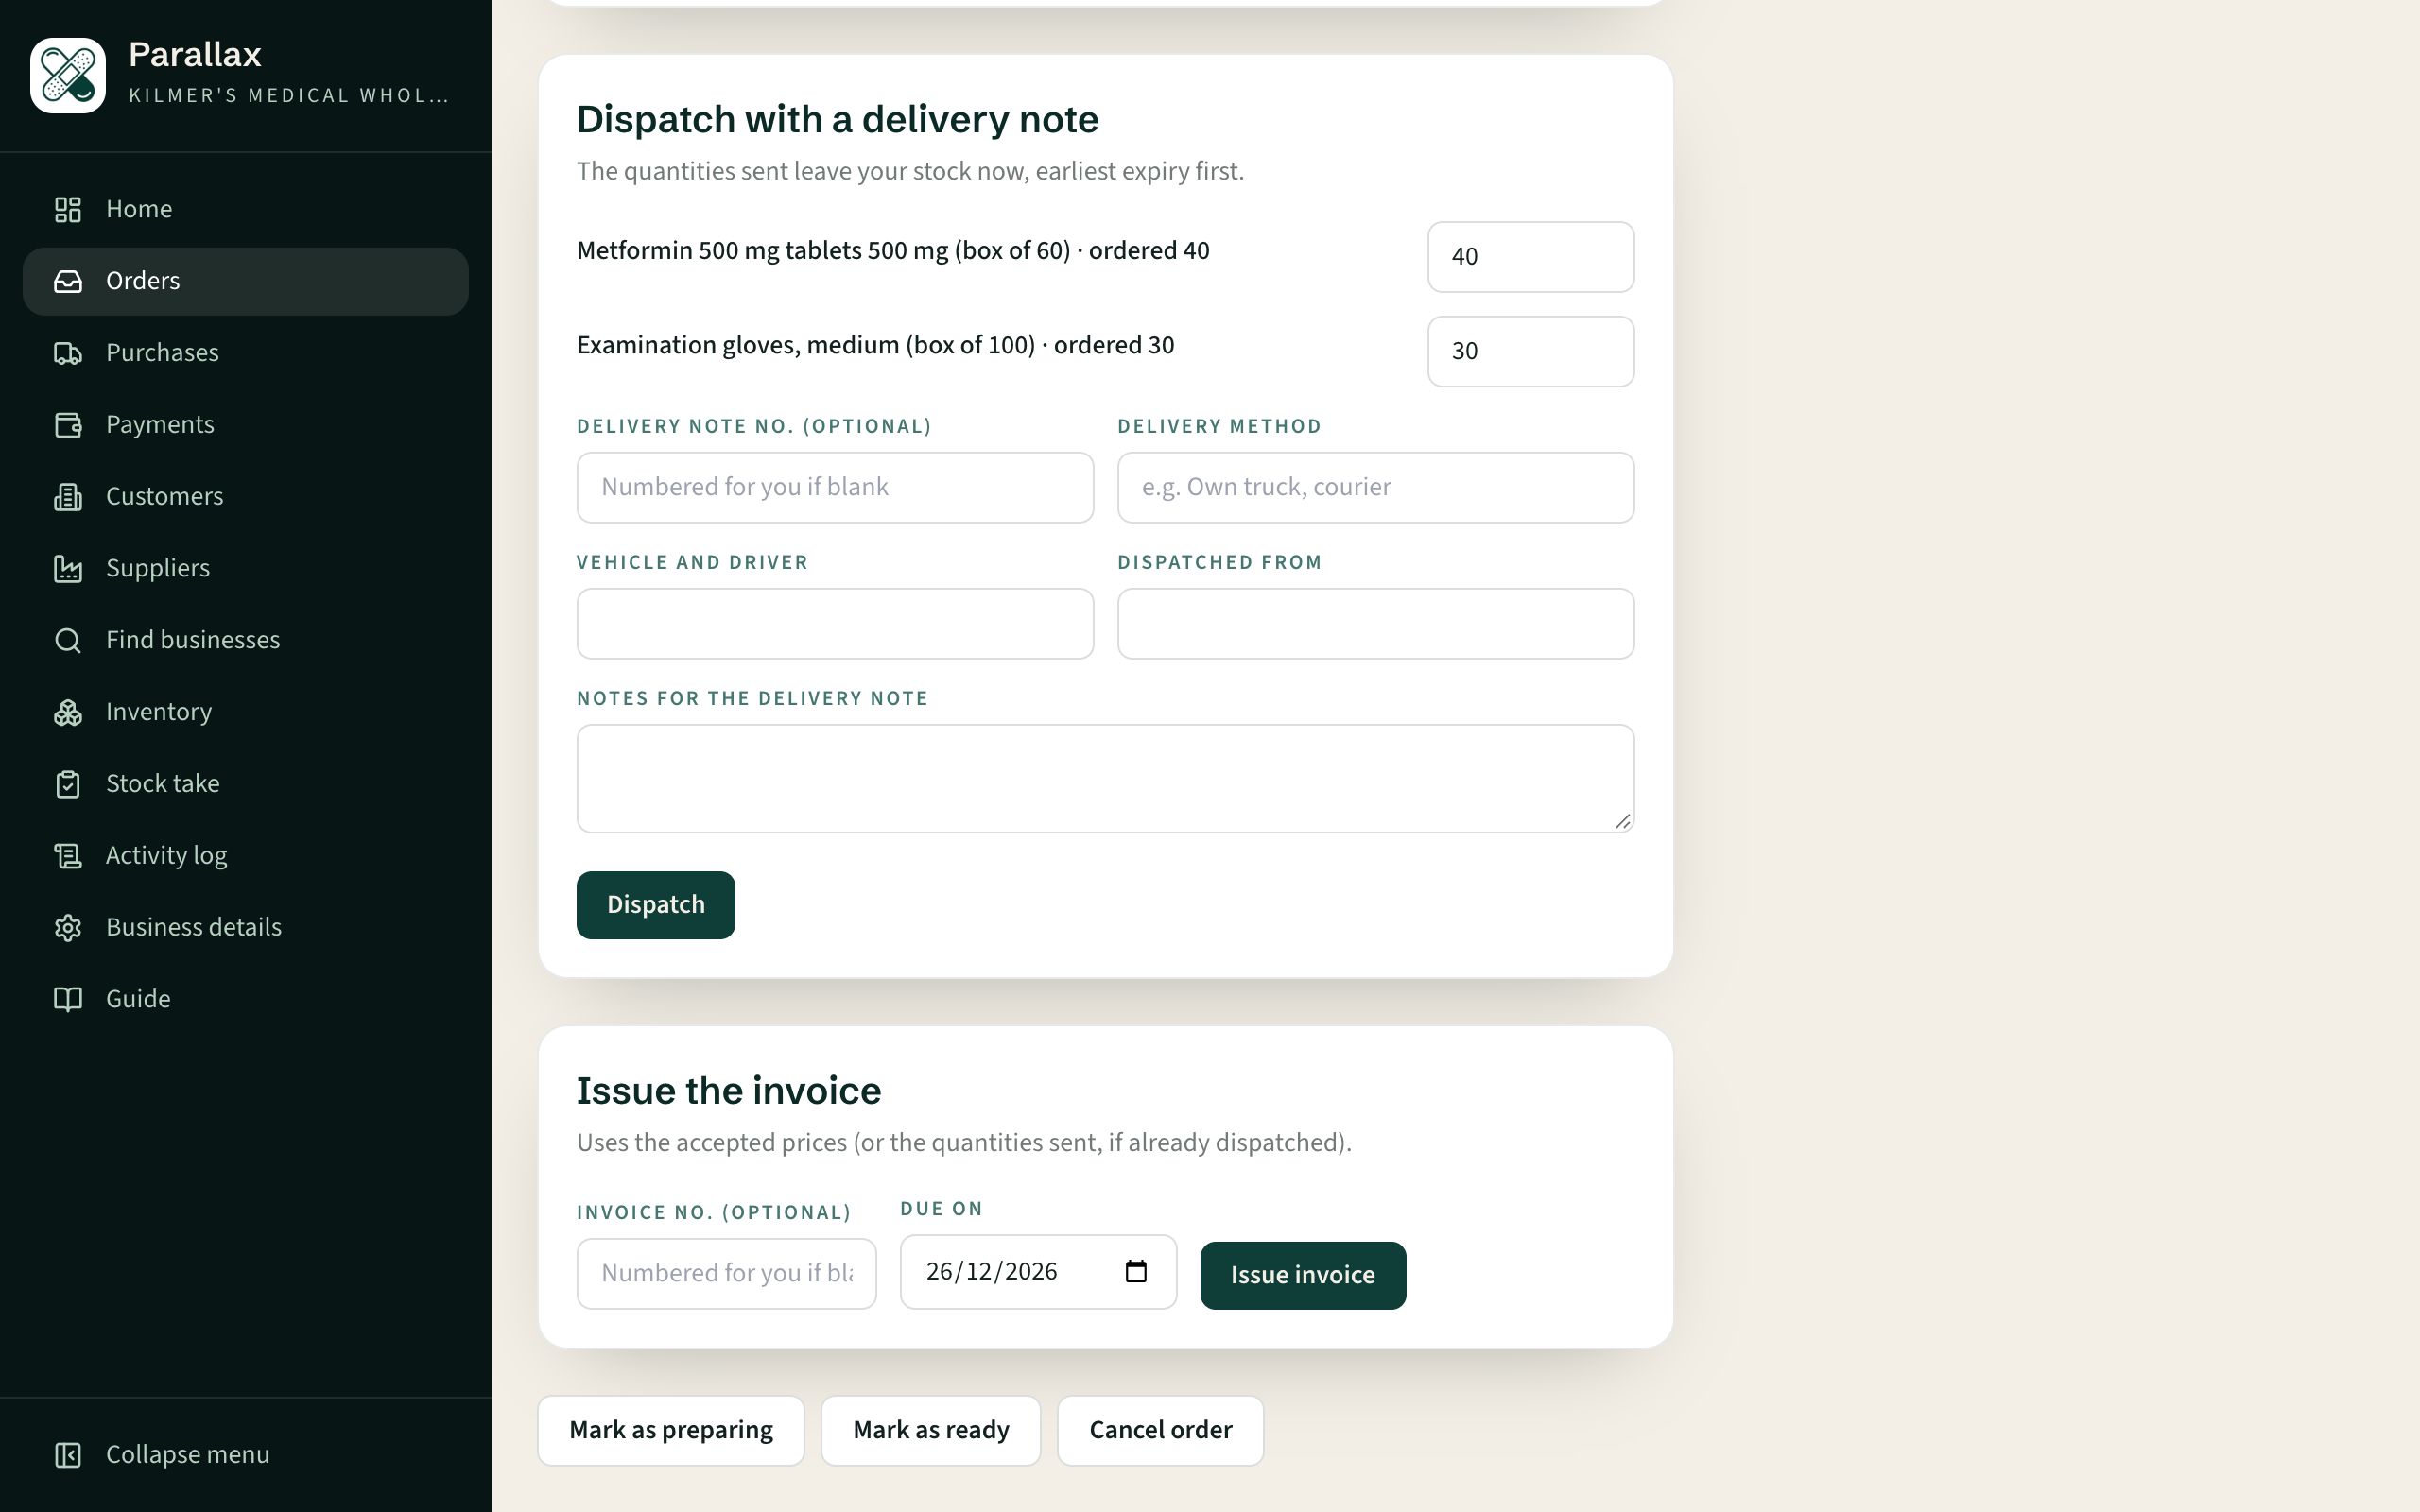 Parallax
KILMER'S MEDICAL WHOL...
Home
Orders
Purchases
Payments
Customers
Suppliers
Find businesses
Inventory
Stock take
Activity log
Business details
Guide
Collapse menu
Dispatch with a delivery note
The quantities sent leave your stock now, earliest expiry first.
Metformin 500 mg tablets 500 mg (box of 60) · ordered 40
40
Examination gloves, medium (box of 100) · ordered 30
30
DELIVERY NOTE NO. (OPTIONAL)
Numbered for you if blank
DELIVERY METHOD
e.g. Own truck, courier
VEHICLE AND DRIVER
DISPATCHED FROM
NOTES FOR THE DELIVERY NOTE
Dispatch
Issue the invoice
Uses the accepted prices (or the quantities sent, if already dispatched).
INVOICE NO. (OPTIONAL)
Numbered for you if bla
DUE ON
26/12/2026
Issue invoice
Mark as preparing
Mark as ready
Cancel order